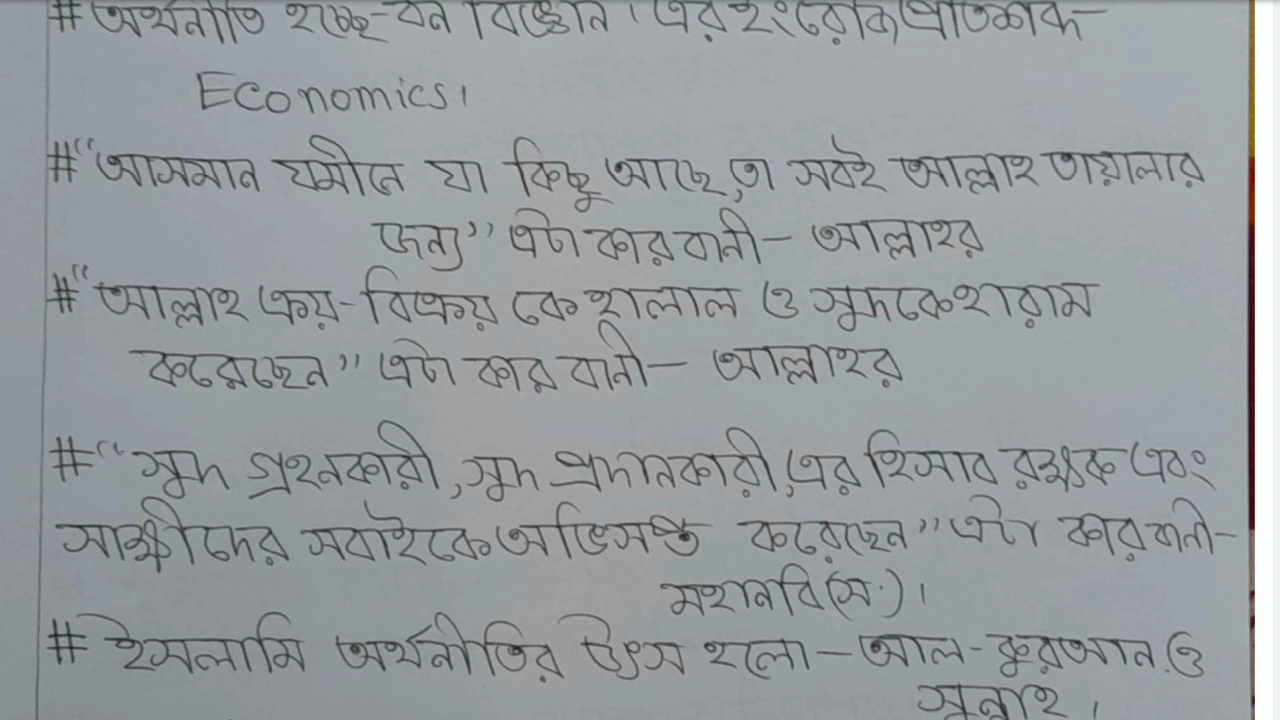 #অর্থনীতি হচ্ছে-ধন বিজ্ঞান। এর ইংরেজি প্রতিশব্দ-
Economics।
#"আসমান যমীনে যা কিছু আছে,তা সবই আল্লাহ তায়ালার
জন্য" এটা কার বানী- আল্লাহর
#"আল্লাহ ক্রয়-বিক্রয় কে হালাল ও সুদকে হারাম
করেছেন" এটা কার বানী- আল্লাহর
#"সুদ গ্রহনকারী,সুদ প্রদানকারী,এর হিসাব রক্ষক এবং
সাক্ষীদের সবাইকে অভিসপ্ত করেছেন" এটা কার বানী-
মহানবি(স.)।
# ইসলামি অর্থনীতির উৎস হলো-আল-কুরআন ও
সুন্নাহ।